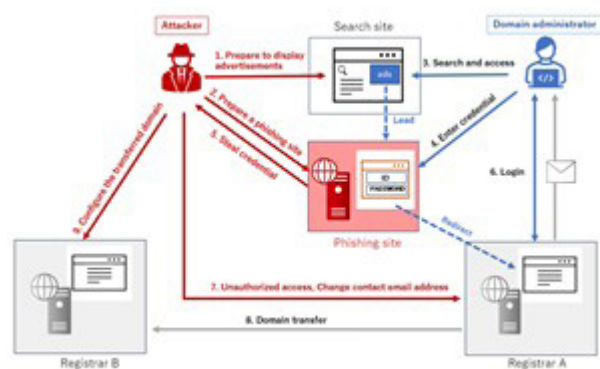 Attacker
Search site
Domain administrator
1. Prepare to display
advertisements
ads
3. Search and access
2. Prepare a phishing site
5. Steal credential
Lead
4. Enter credential
ID
PASSWORD
6. Login
Phishing site
Redirect
9. Configure the transferred domain
7. Unauthorized access, Change contact email address
8. Domain transfer
Registrar B
Registrar A